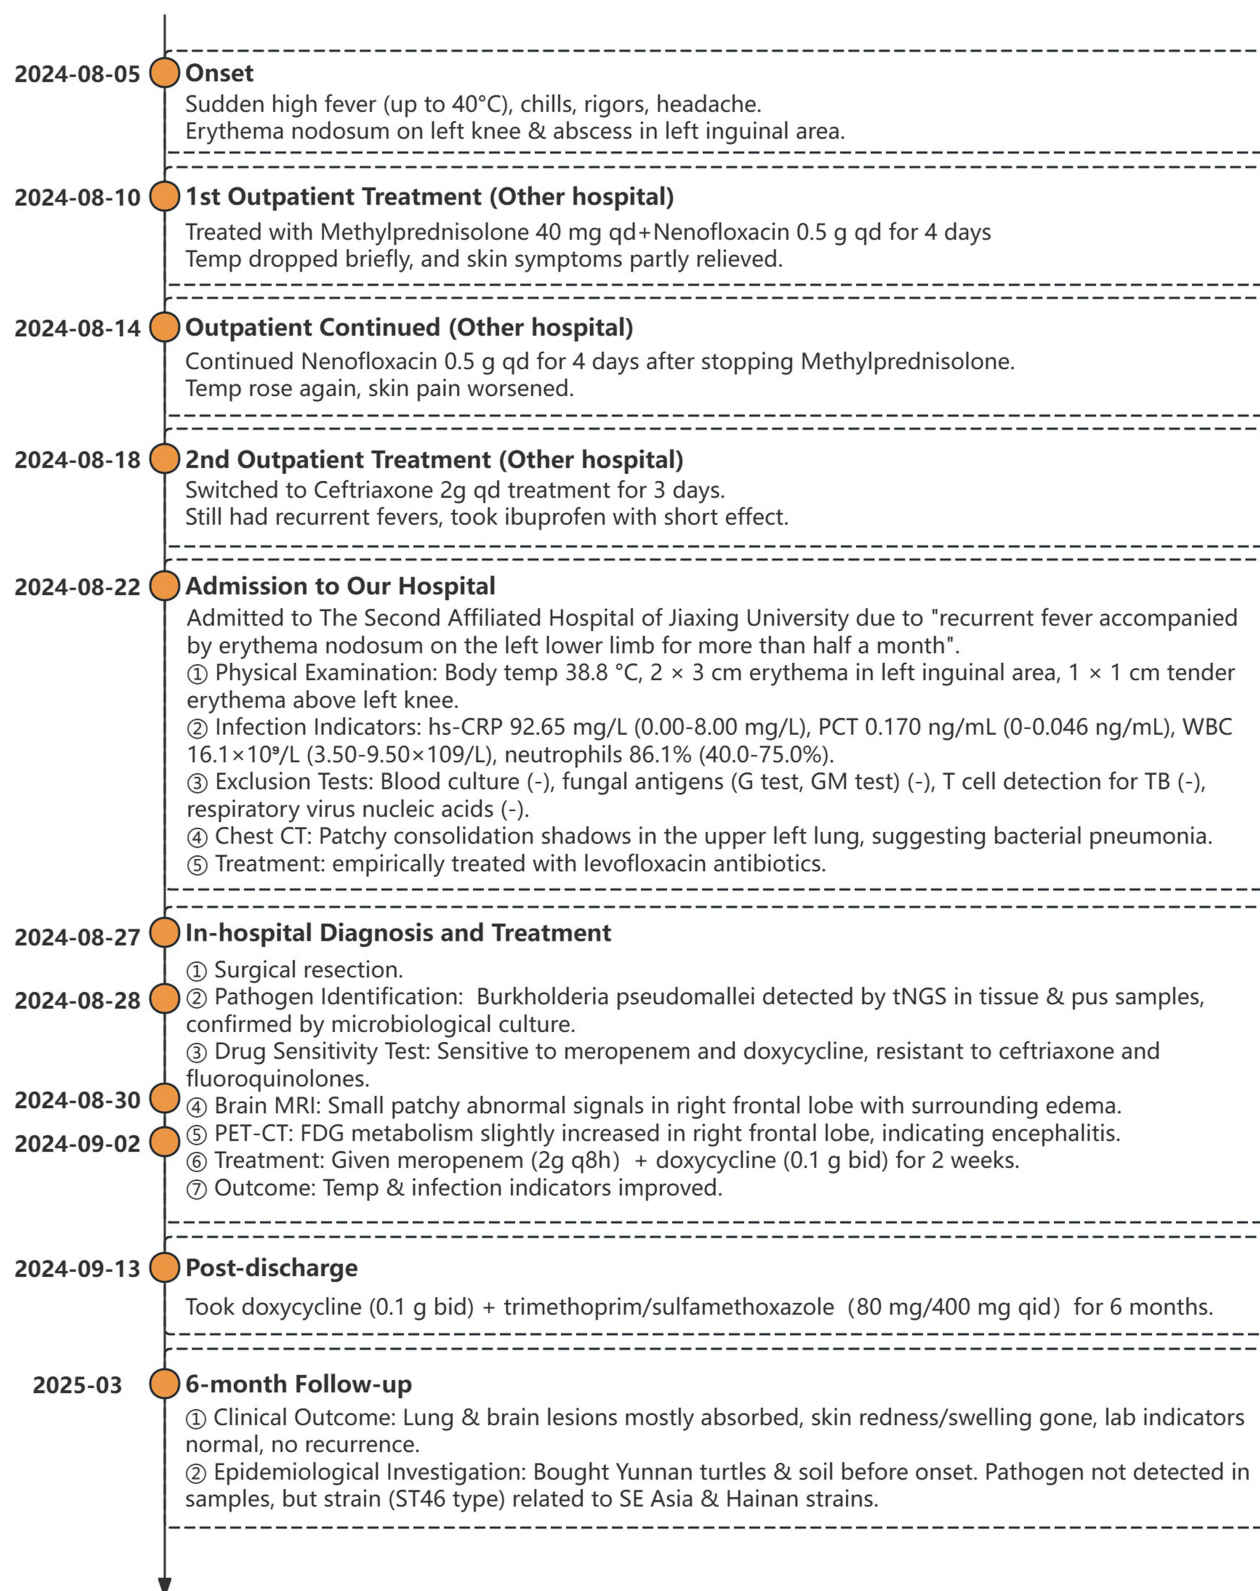 2024-08-05 Onset
Sudden high fever (up to 40°C), chills, rigors, headache.
Erythema nodosum on left knee & abscess in left inguinal area.
2024-08-10 1st Outpatient Treatment (Other hospital)
Treated with Methylprednisolone 40 mg qd+Nenofloxacin 0.5 g qd for 4 days
Temp dropped briefly, and skin symptoms partly relieved.
2024-08-14 Outpatient Continued (Other hospital)
Continued Nenofloxacin 0.5 g qd for 4 days after stopping Methylprednisolone.
Temp rose again, skin pain worsened.
2024-08-18 2nd Outpatient Treatment (Other hospital)
Switched to Ceftriaxone 2g qd treatment for 3 days.
Still had recurrent fevers, took ibuprofen with short effect.
2024-08-22 Admission to Our Hospital
Admitted to The Second Affiliated Hospital of Jiaxing University due to "recurrent fever accompanied
by erythema nodosum on the left lower limb for more than half a month".
① Physical Examination: Body temp 38.8 °C, 2 × 3 cm erythema in left inguinal area, 1 × 1 cm tender
erythema above left knee.
② Infection Indicators: hs-CRP 92.65 mg/L (0.00-8.00 mg/L), PCT 0.170 ng/mL (0-0.046 ng/mL), WBC
16.1×10⁹/L (3.50-9.50×109/L), neutrophils 86.1% (40.0-75.0%).
③ Exclusion Tests: Blood culture (-), fungal antigens (G test, GM test) (-), T cell detection for TB (-),
respiratory virus nucleic acids (-).
④ Chest CT: Patchy consolidation shadows in the upper left lung, suggesting bacterial pneumonia.
⑤ Treatment: empirically treated with levofloxacin antibiotics.
2024-08-27 In-hospital Diagnosis and Treatment
① Surgical resection.
2024-08-28 ② Pathogen Identification: Burkholderia pseudomallei detected by tNGS in tissue & pus samples,
confirmed by microbiological culture.
③ Drug Sensitivity Test: Sensitive to meropenem and doxycycline, resistant to ceftriaxone and
fluoroquinolones.
2024-08-30 ④ Brain MRI: Small patchy abnormal signals in right frontal lobe with surrounding edema.
2024-09-02 ⑤ PET-CT: FDG metabolism slightly increased in right frontal lobe, indicating encephalitis.
⑥ Treatment: Given meropenem (2g q8h） + doxycycline (0.1 g bid) for 2 weeks.
⑦ Outcome: Temp & infection indicators improved.
2024-09-13 Post-discharge
Took doxycycline (0.1 g bid) + trimethoprim/sulfamethoxazole（80 mg/400 mg qid）for 6 months.
2025-03 6-month Follow-up
① Clinical Outcome: Lung & brain lesions mostly absorbed, skin redness/swelling gone, lab indicators
normal, no recurrence.
② Epidemiological Investigation: Bought Yunnan turtles & soil before onset. Pathogen not detected in
samples, but strain (ST46 type) related to SE Asia & Hainan strains.